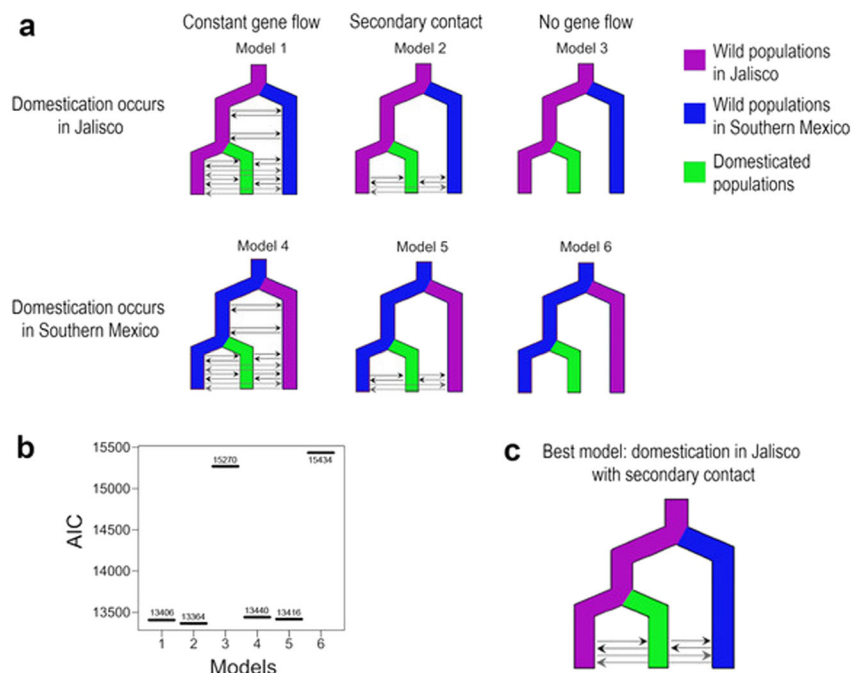 a
Constant gene flow
Secondary contact
No gene flow
Model 1
Model 2
Model 3
Domestication occurs
in Jalisco
Wild populations
in Jalisco
Wild populations
in Southern Mexico
Domesticated
populations
Model 4
Model 5
Model 6
Domestication occurs
in Southern Mexico
b
AIC
15500
15000
14500
14000
13500
13406
13364
15270
13440
13416
15434
1 2 3 4 5 6
Models
c
Best model: domestication in Jalisco
with secondary contact